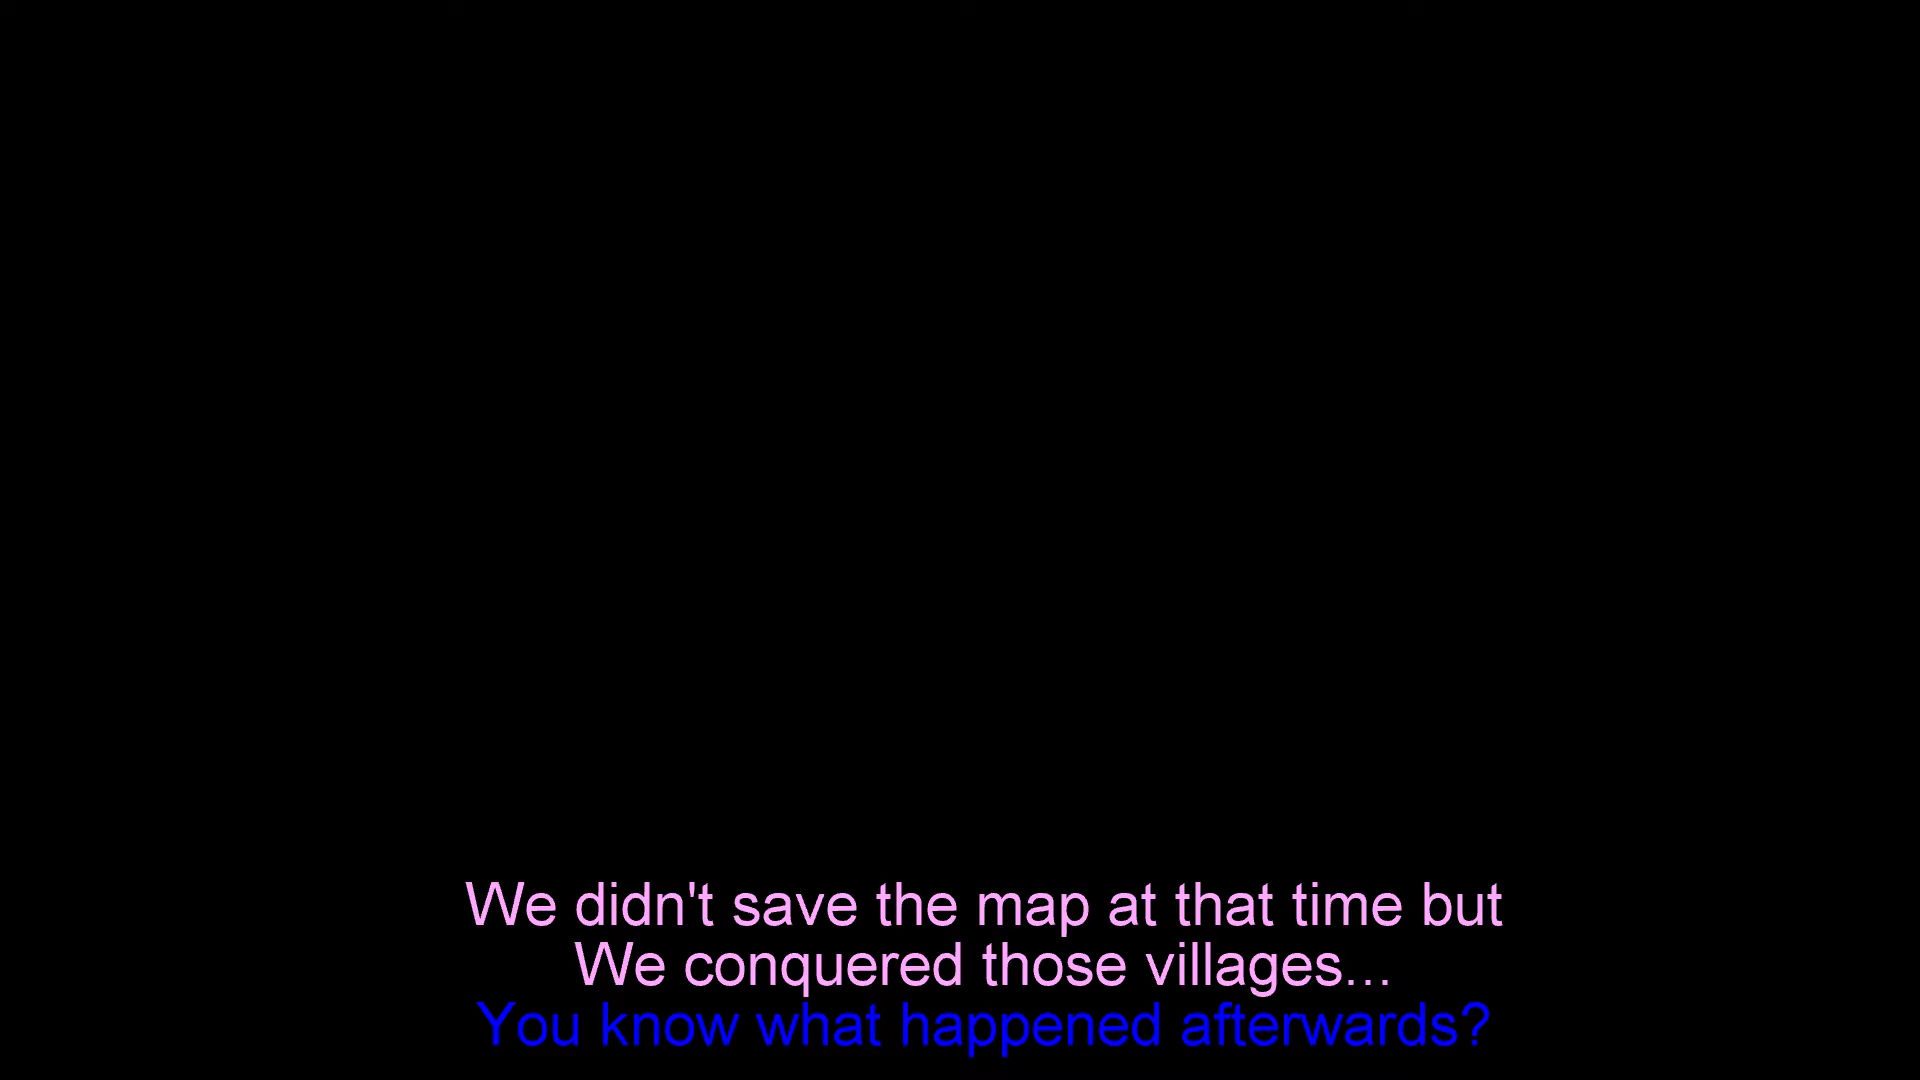 We didn't save the map at that time but
We conquered those villages...
You know what happened afterwards?